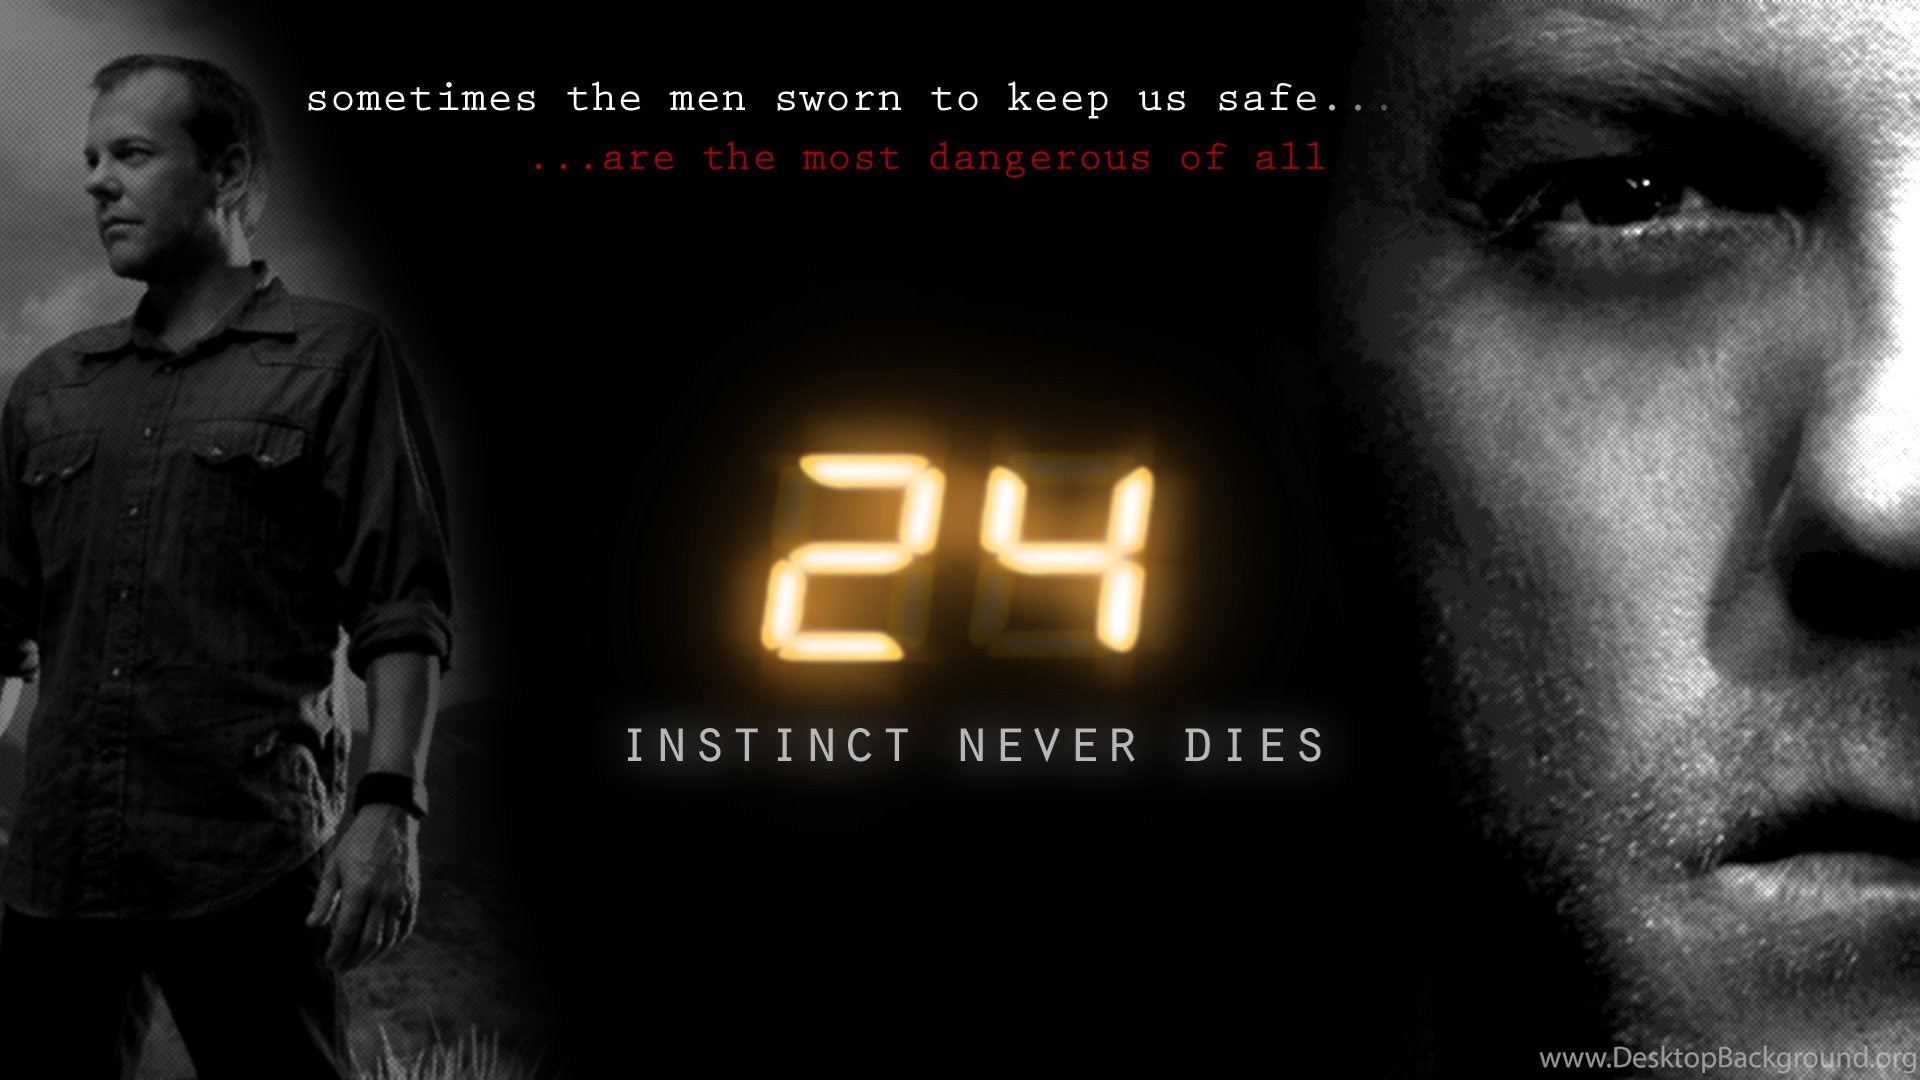 sometimes the men sworn to keep us safe...
...are the most dangerous of all
24
INSTINCT NEVER DIES
www.DesktopBackground.org